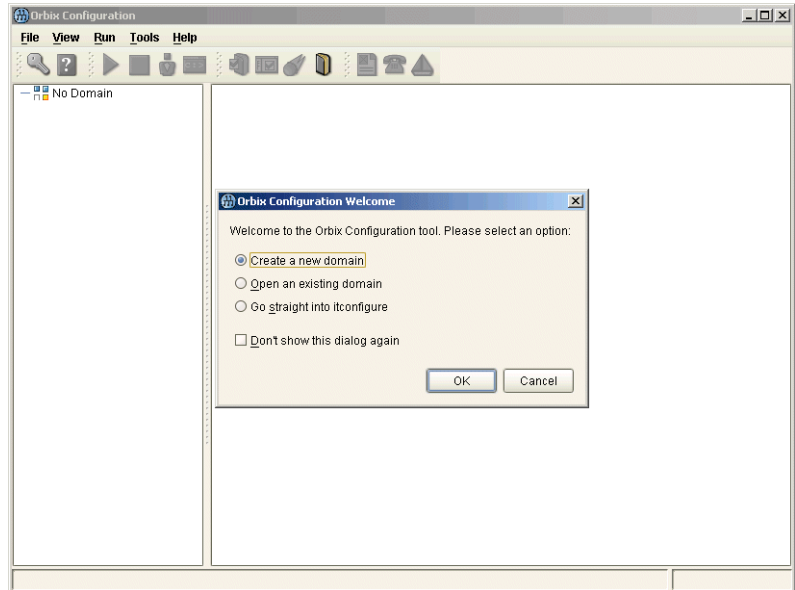 Orbix Configuration
File View Run Tools Help
No Domain
Orbix Configuration Welcome
Welcome to the Orbix Configuration tool. Please select an option:
Create a new domain
Open an existing domain
Go straight into itconfigure
Don't show this dialog again
OK Cancel